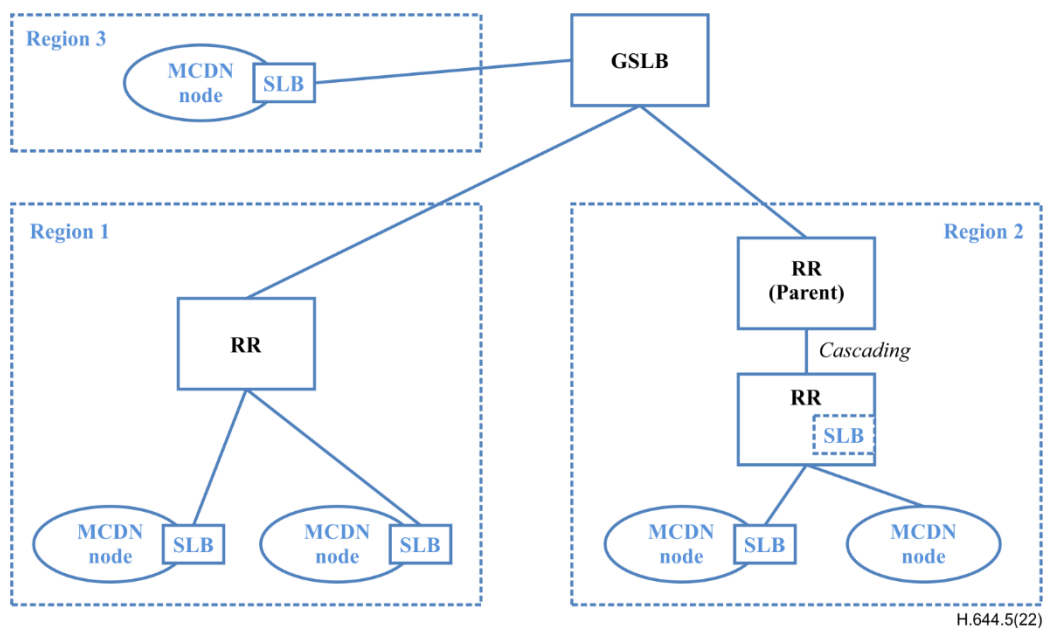 Region 3
MCDN
node
SLB
GSLB
Region 1
RR
MCDN
node
SLB
MCDN
node
SLB
Region 2
RR
(Parent)
Cascading
RR
SLB
MCDN
node
SLB
MCDN
node
H.644.5(22)